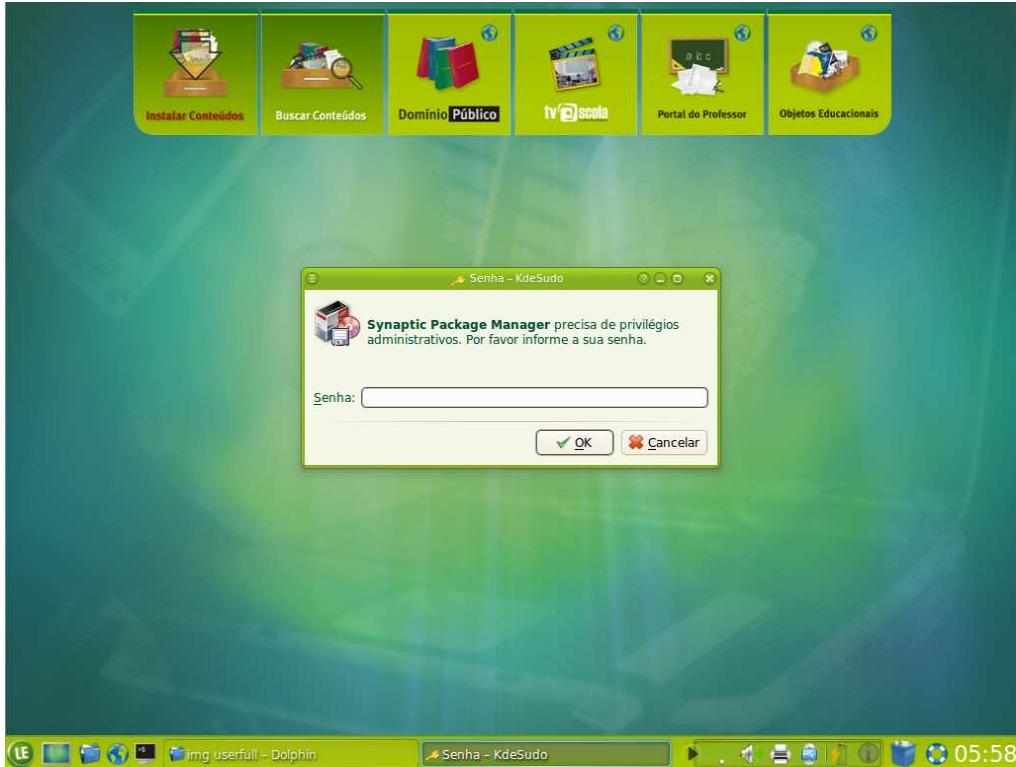 Instalar Conteúdos
Buscar Conteúdos
Domínio Público
tv escola
Portal do Professor
Objetos Educacionais
a b c
Senha – KdeSudo
Synaptic Package Manager precisa de privilégios
administrativos. Por favor informe a sua senha.
Senha:
OK
Cancelar
LE
img userfull – Dolphin
Senha – KdeSudo
05:58